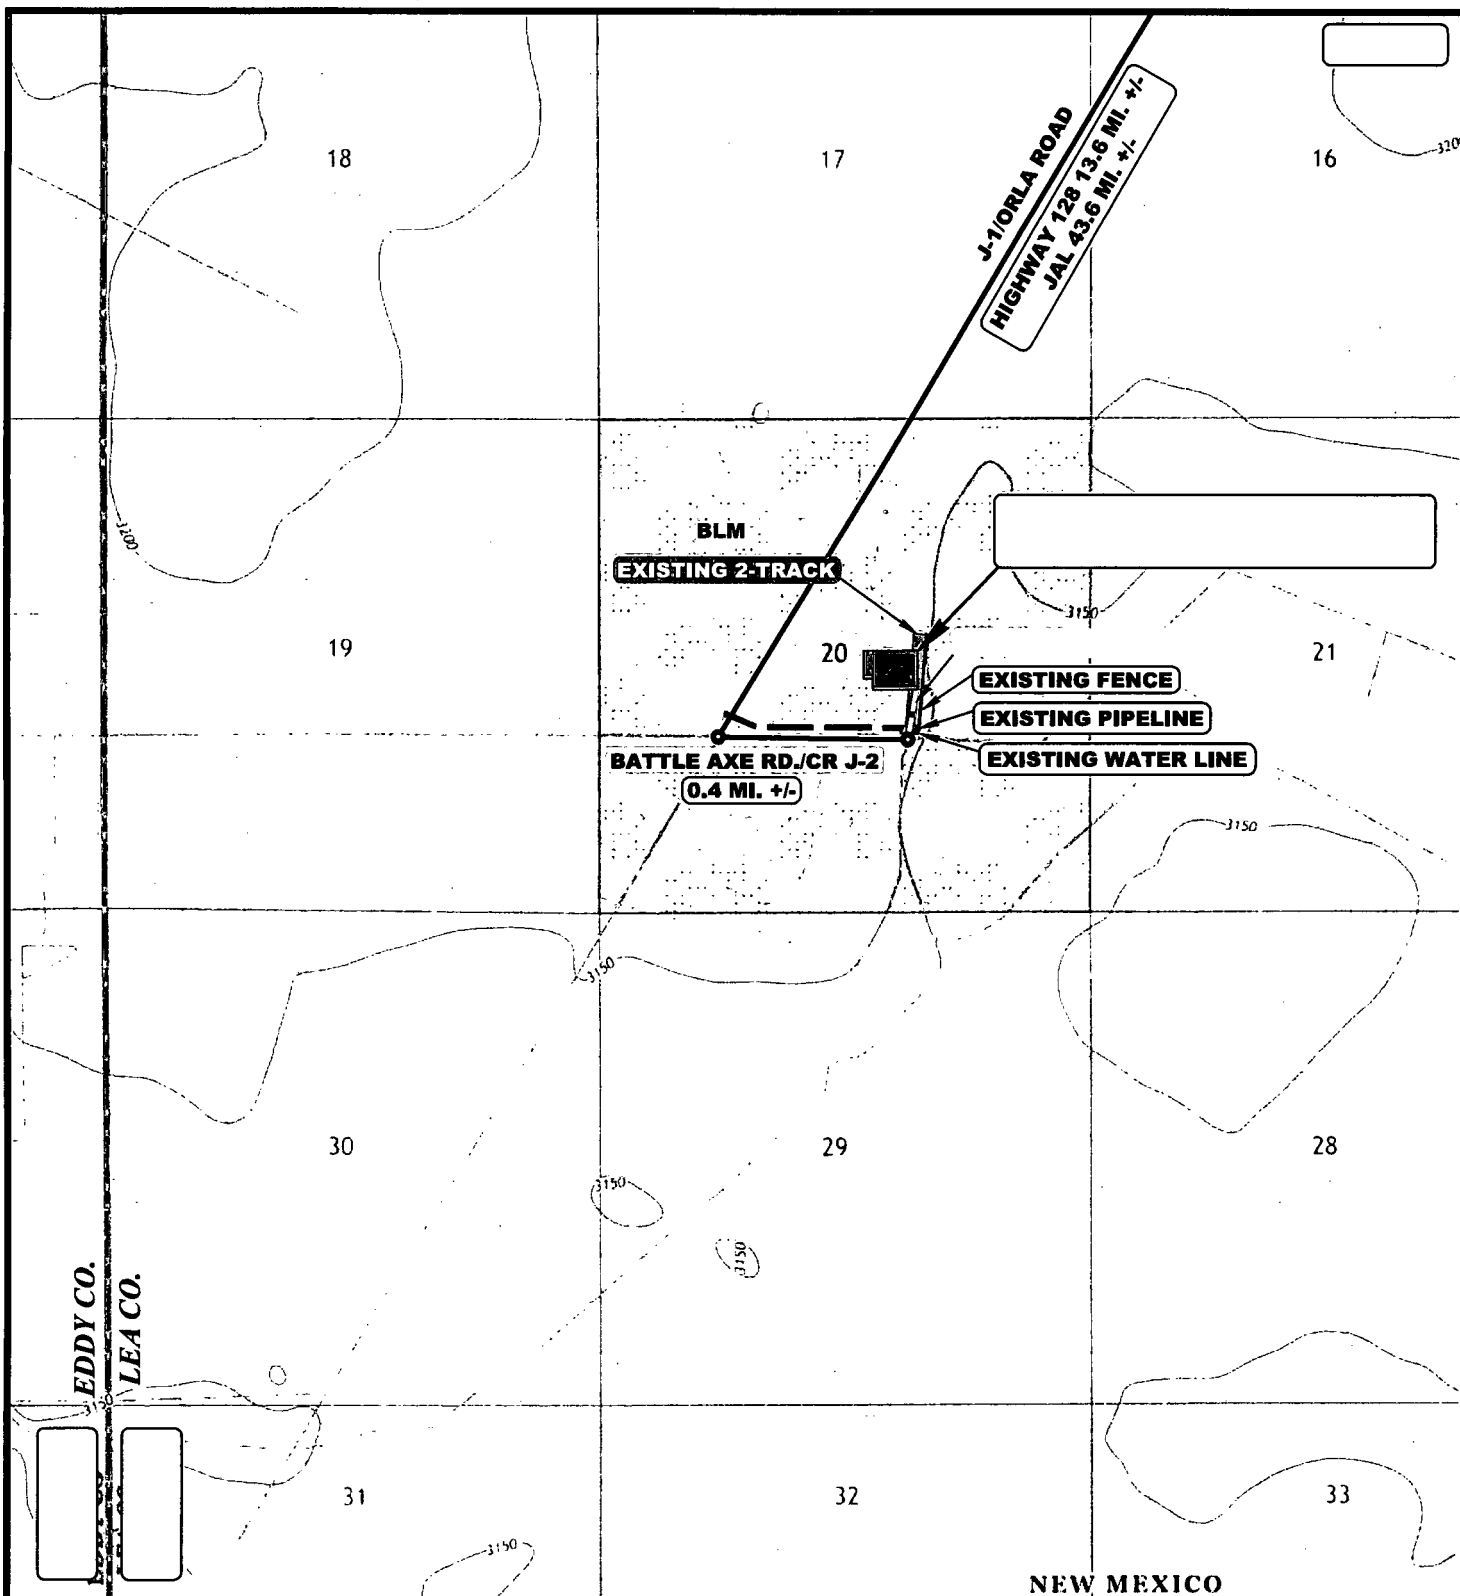 18
17
16
3200
J-1/ORLA ROAD
HIGHWAY 128 13.6 MI. +/-
JAL 43.6 MI. +/-
3200
BLM
EXISTING 2-TRACK
3150
19
20
21
EXISTING FENCE
EXISTING PIPELINE
EXISTING WATER LINE
BATTLE AXE RD./CR J-2
0.4 MI. +/-
3150
3150
30
29
28
3150
3150
EDDY CO.
LEA CO.
3150
31
32
33
3150
NEW MEXICO